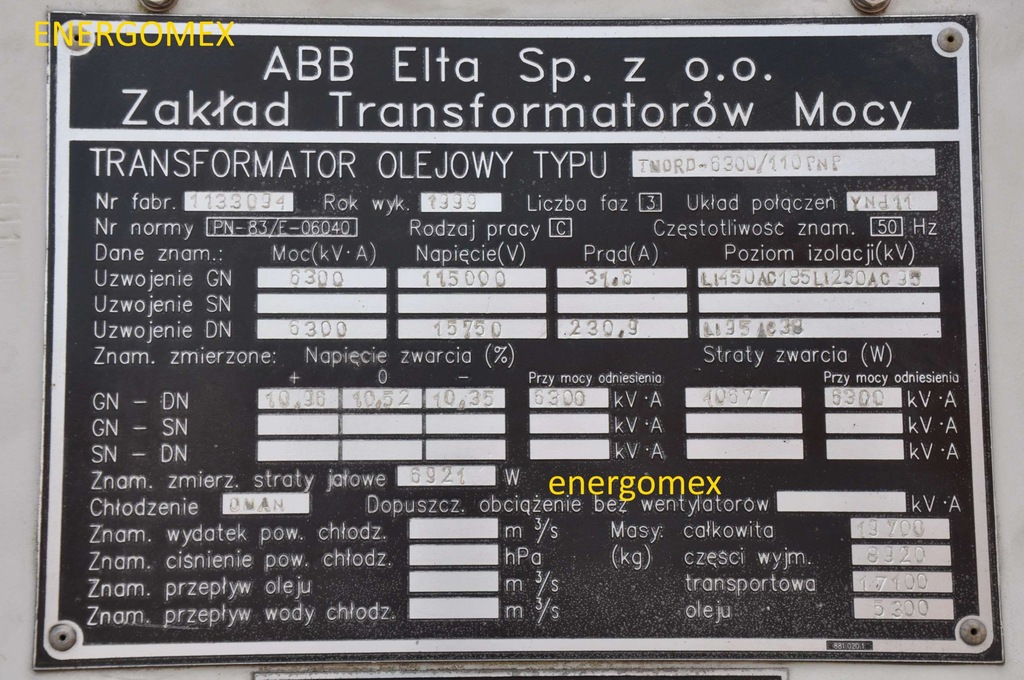 ENERGOMEX
ABB Elta Sp. z o.o.
Zakład Transformatorów Mocy
TRANSFORMATOR OLEJOWY TYPU TNORD-6300/110PNP
Nr fabr. 1133094 Rok wyk. 1999 Liczba faz 3 Układ połączeń YNd11
Nr normy PN-83/E-06040 Rodzaj pracy C Częstotliwość znam. 50 Hz
Dane znam.: Moc(kV·A) Napięcie(V) Prąd(A) Poziom izolacji(kV)
Uzwojenie GN 6300 115000 31,6 LI450AC185LI250AC95
Uzwojenie SN
Uzwojenie DN 6300 15750 230,9 LI95AC38
Znam. zmierzone: Napięcie zwarcia (%) Straty zwarcia (W)
+ 0 - Przy mocy odniesienia Przy mocy odniesienia
GN - DN 10,96 10,52 10,35 6300 kV·A 6300 kV·A
GN - SN kV·A kV·A
SN - DN kV·A kV·A
Znam. zmierz. straty jałowe 6921 W
energomex
Chłodzenie ONAN Dopuszcz. obciążenie bez wentylatorów kV·A
Znam. wydatek pow. chłodz. m³/s Masy: całkowita 19700
Znam. ciśnienie pow. chłodz. hPa (kg) części wyjm. 8920
Znam. przepływ oleju m³/s transportowa 17100
Znam. przepływ wody chłodz. m³/s oleju 5300
881.020.1